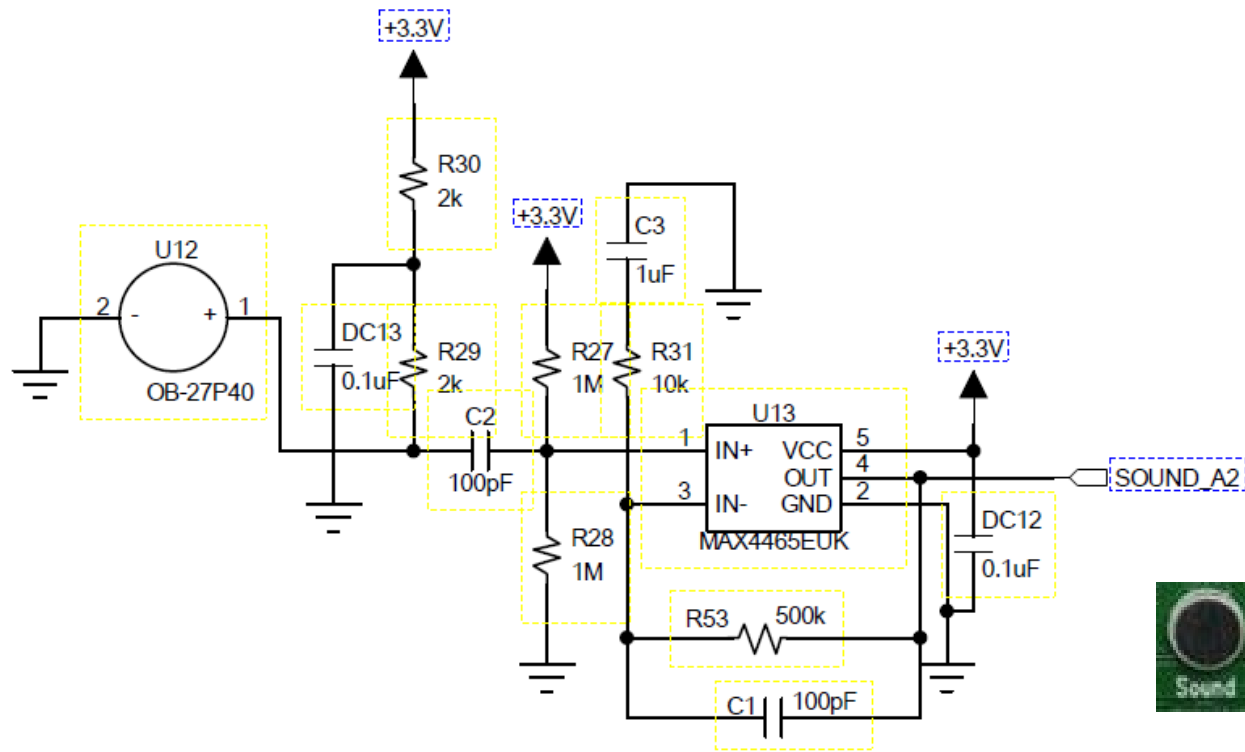 +3.3V
R30
2k
+3.3V
C3
1uF
U12
2
-
+
1
OB-27P40
DC13
0.1uF
R29
2k
R27
1M
R31
10k
+3.3V
C2
100pF
U13
1
IN+
VCC
5
OUT
4
3
IN-
GND
2
MAX4465EUK
SOUND_A2
R28
1M
DC12
0.1uF
R53
500k
C1
100pF
Sound